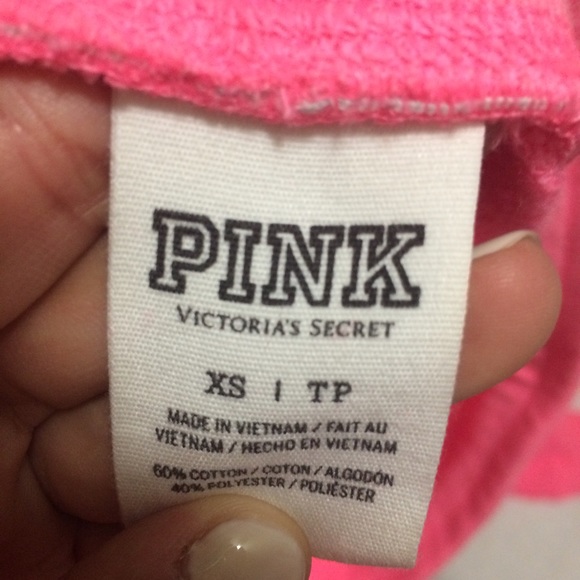 PINK
VICTORIA'S SECRET
XS | TP
MADE IN VIETNAM / FAIT AU
VIETNAM / HECHO EN VIETNAM
60% COTTON / COTON / ALGODÓN
40% POLYESTER / POLIÉSTER